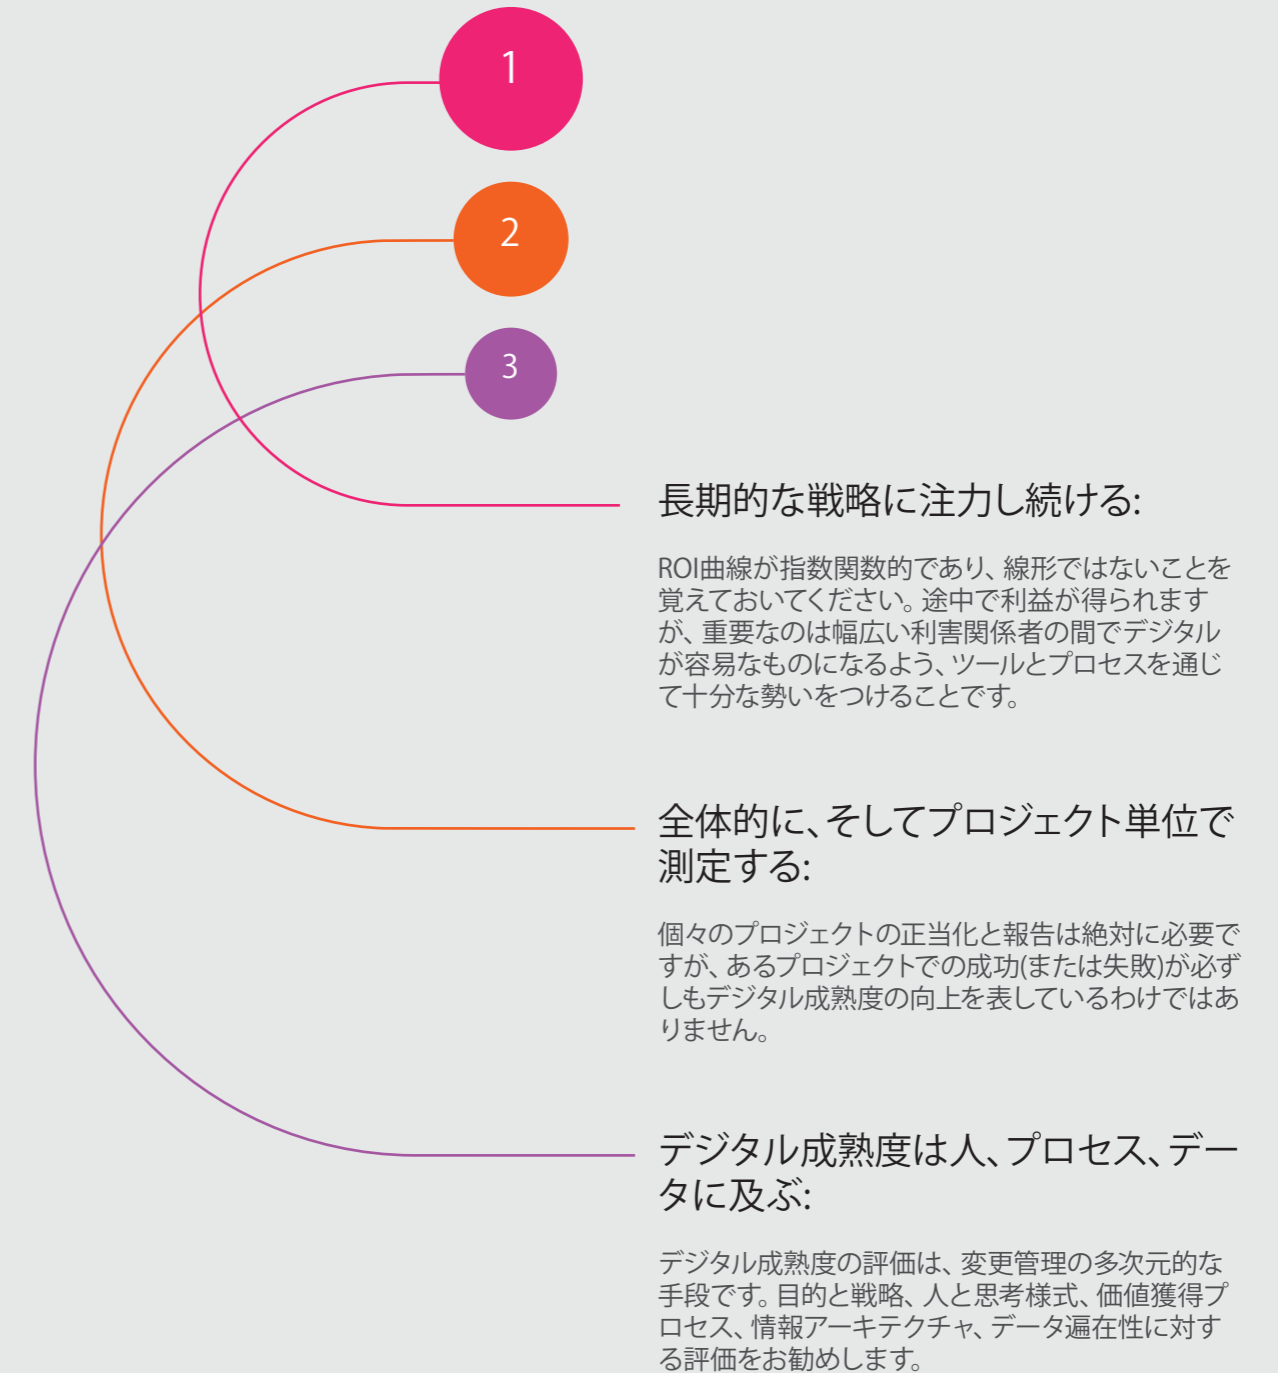 1
2
3
長期的な戦略に注力し続ける:
ROI曲線が指数関数的であり、線形ではないことを
覚えておいてください。途中で利益が得られます
が、重要なのは幅広い利害関係者の間でデジタル
が容易なものになるよう、ツールとプロセスを通じ
て十分な勢いをつけることです。
全体的に、そしてプロジェクト単位で
測定する:
個々のプロジェクトの正当化と報告は絶対に必要で
すが、あるプロジェクトでの成功(または失敗)が必ず
しもデジタル成熟度の向上を表しているわけではあ
りません。
デジタル成熟度は人、プロセス、デー
タに及ぶ:
デジタル成熟度の評価は、変更管理の多次元的な
手段です。目的と戦略、人と思考様式、価値獲得プ
ロセス、情報アーキテクチャ、データ遍在性に対す
る評価をお勧めします。